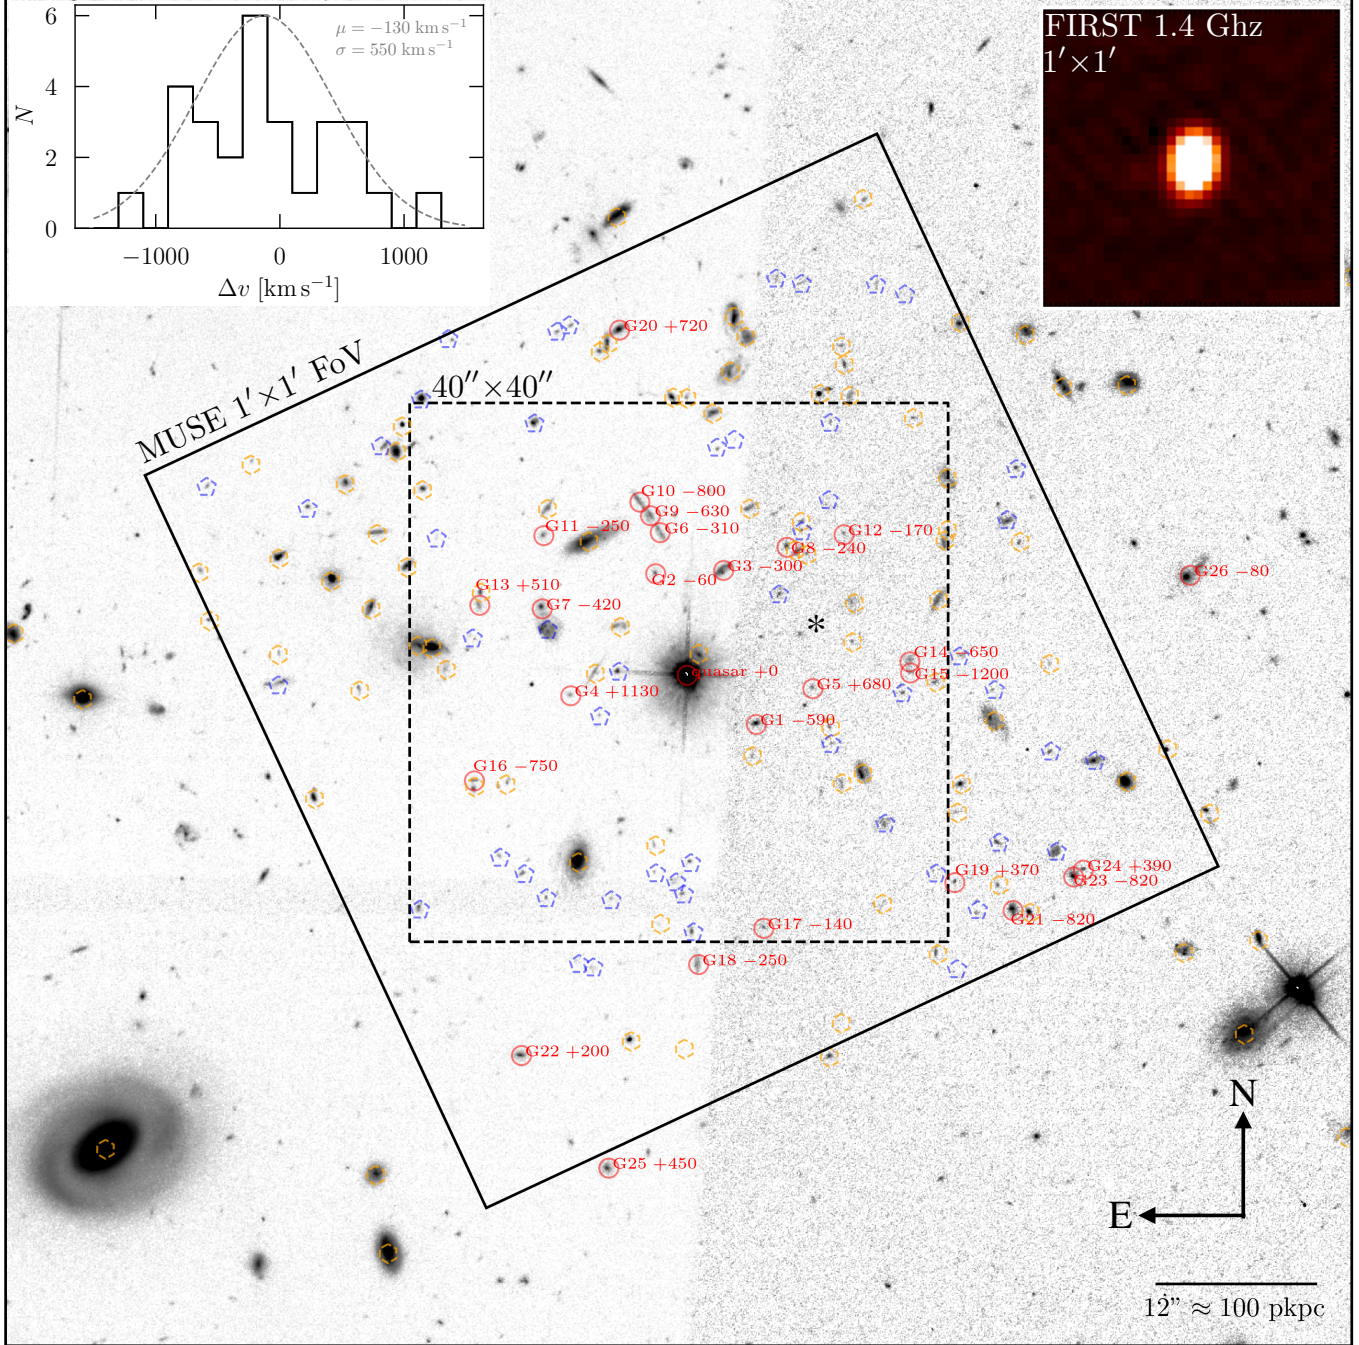 6
4
2
0
N
μ = −130 km s−1
σ = 550 km s−1
−1000
0
1000
Δv [km s−1]
FIRST 1.4 Ghz
1′×1′
MUSE 1′×1′ FoV
40″×40″
G20 +720
G10 −800
G9 −630
G6 −310
G11 −250
G12 −170
G8 −240
G3 −300
G2 −60
G26 −80
G13 +510
G7 −420
*
G14 −650
G15 −1200
quasar +0
G5 +680
G4 +1130
G1 −590
G16 −750
G24 +390
G19 +370
G23 −820
G21 −820
G17 −140
G18 −250
G22 +200
G25 +450
N
E
12" ≈ 100 pkpc